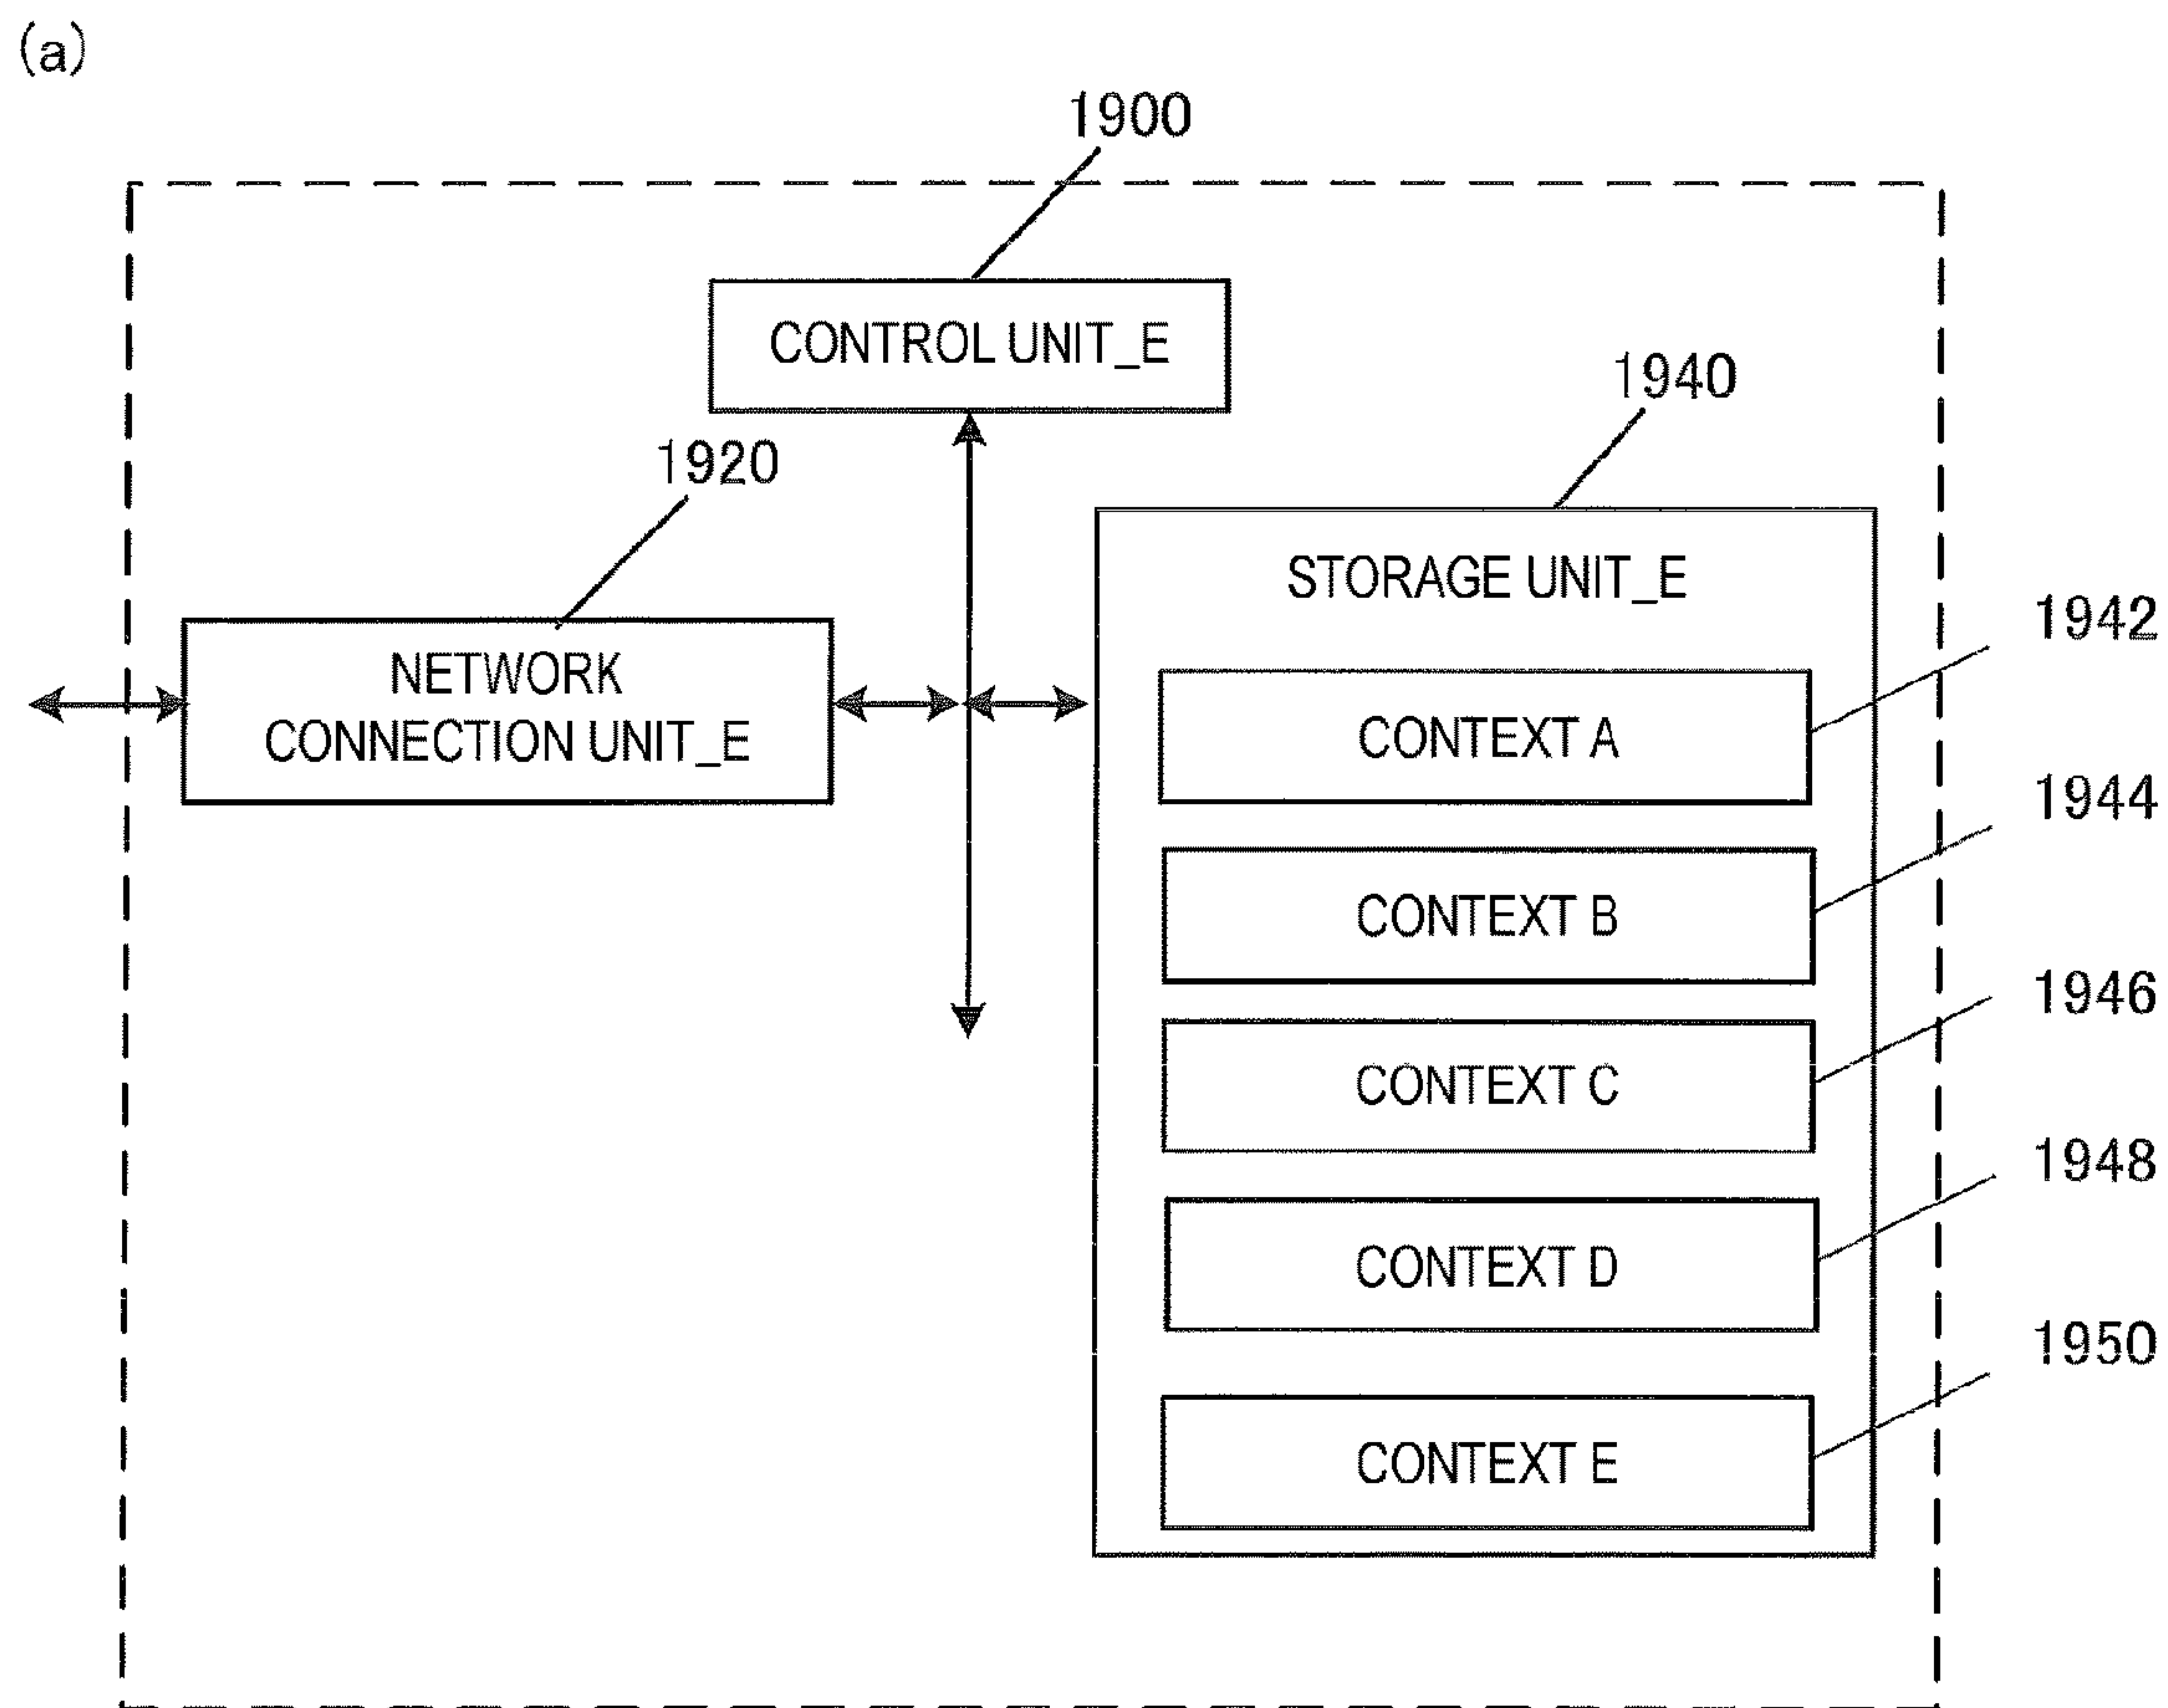 (a)
1900
CONTROL UNIT_E
1940
1920
STORAGE UNIT_E
1942
NETWORK
CONNECTION UNIT_E
CONTEXT A
1944
CONTEXT B
1946
CONTEXT C
1948
CONTEXT D
1950
CONTEXT E